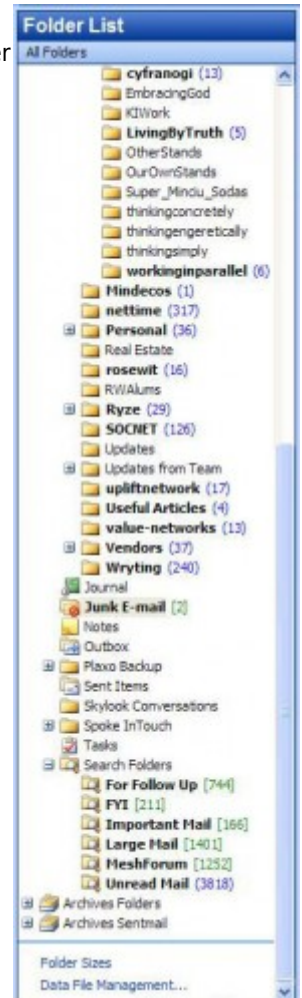 Folder List
er
All Folders
cyfranogi (13)
EmbracingGod
KIWork
LivingByTruth (5)
OtherStands
OurOwnStands
Super_Minciu_Sodas
thinkingconcretely
thinkingengeretically
thinkingsimply
workinginparallel (6)
Mindecos (1)
nettime (317)
Personal (36)
Real Estate
rosewit (16)
RWAlums
Ryze (29)
SOCNET (126)
Updates
Updates from Team
upliftnetwork (17)
Useful Articles (4)
value-networks (13)
Vendors (37)
Wryting (240)
Journal
Junk E-mail [2]
Notes
Outbox
Plaxo Backup
Sent Items
Skylook Conversations
Spoke InTouch
Tasks
Search Folders
For Follow Up [744]
FYI [211]
Important Mail [166]
Large Mail [1401]
MeshForum [1252]
Unread Mail (3818)
Archives Folders
Archives Sentmail
Folder Sizes
Data File Management...